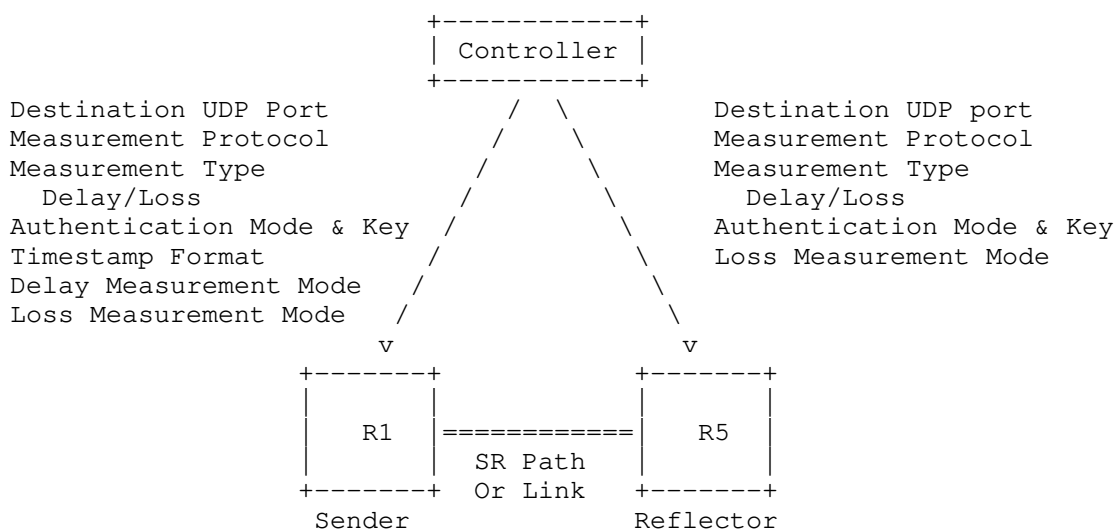 Controller
Destination UDP Port
Measurement Protocol
Measurement Type
Delay/Loss
Authentication Mode & Key
Timestamp Format
Delay Measurement Mode
Loss Measurement Mode
Destination UDP port
Measurement Protocol
Measurement Type
Delay/Loss
Authentication Mode & Key
Loss Measurement Mode
R1
SR Path
Or Link
R5
Sender
Reflector